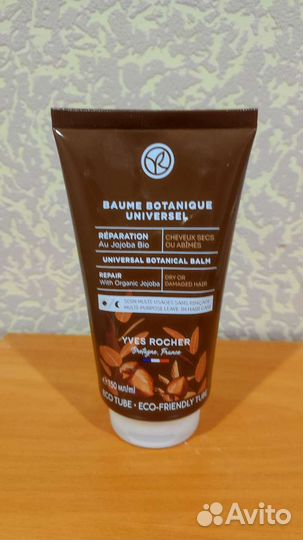 BAUME BOTANIQUE
UNIVERSEL
RÉPARATION
Au Jojoba Bio
CHEVEUX SECS
OU ABÎMÉS
UNIVERSAL BOTANICAL BALM
REPAIR
With Organic Jojoba
DRY OR
DAMAGED HAIR
SOIN MULTI-USAGES SANS RINÇAGE
MULTI-PURPOSE LEAVE-IN HAIR CARE
YVES ROCHER
Bretagne, France
150 мл/ml
ECO TUBE • ECO-FRIENDLY TUBE
Avito